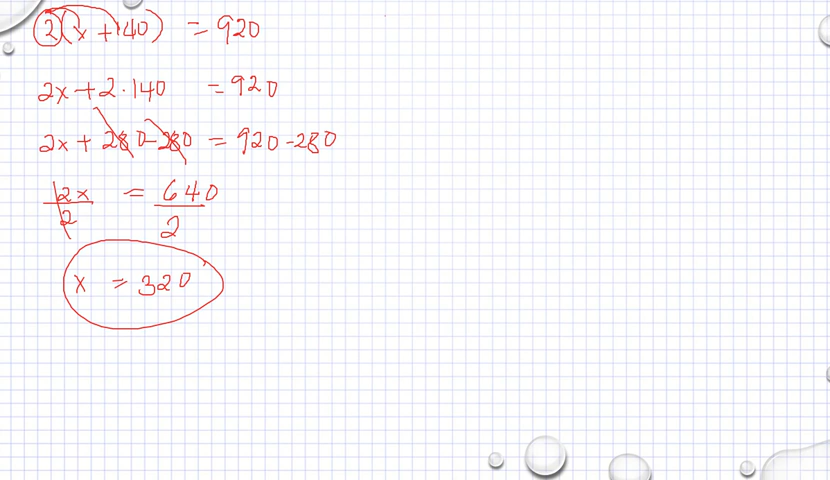 2(x + 140) = 920
2x + 2 · 140 = 920
2x + 280 - 280 = 920 - 280
2x/2 = 640/2
x = 320